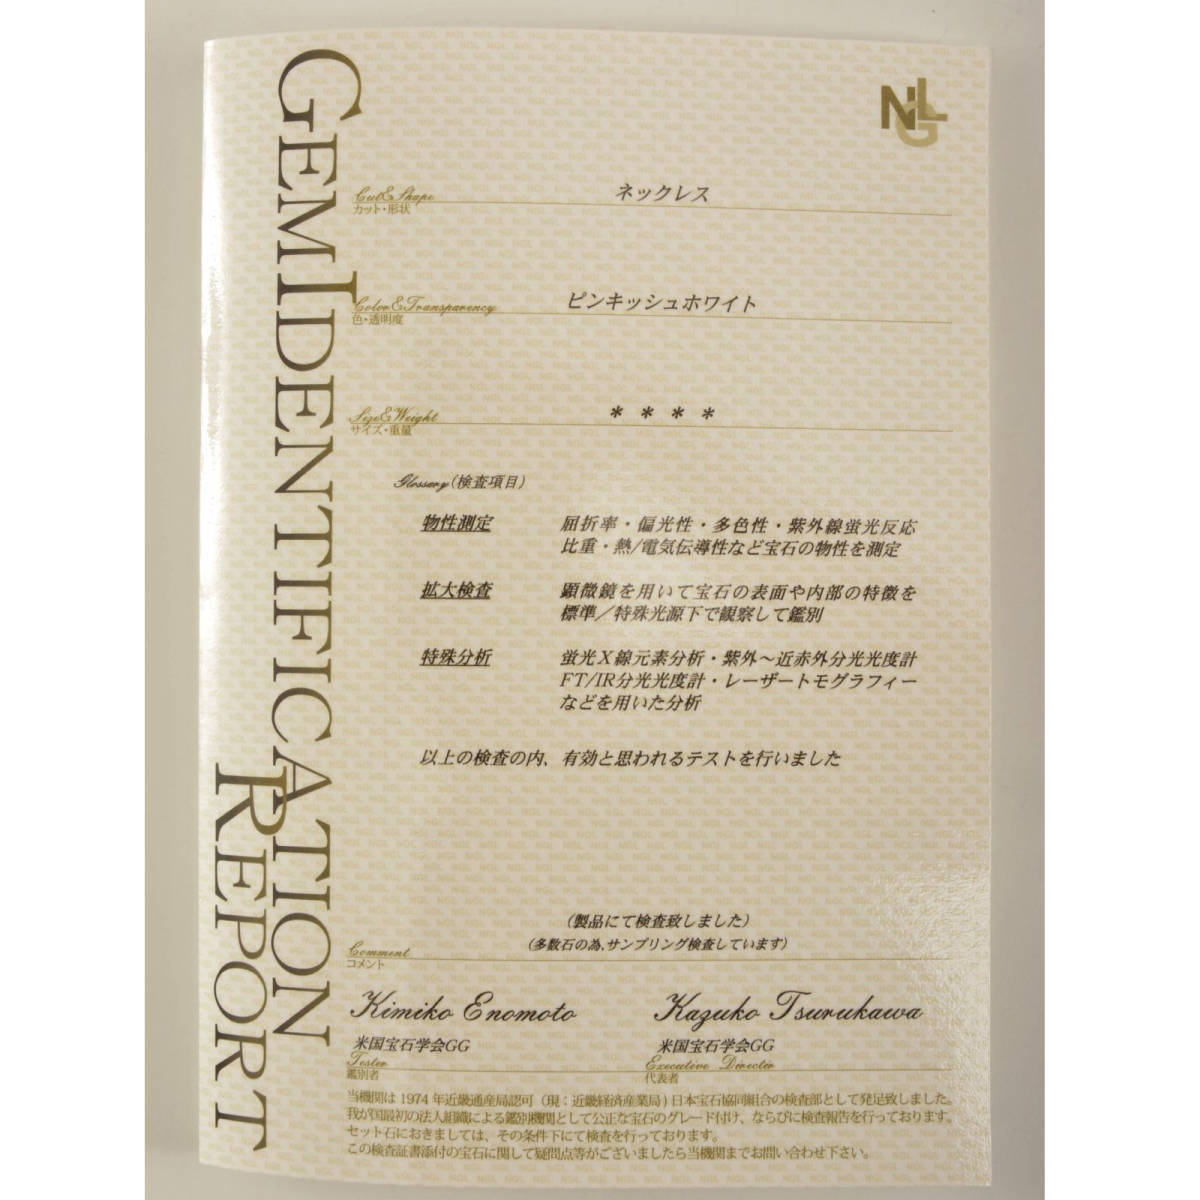 GEM IDENTIFICATION
REPORT
NGL
Cut&Shape
ネックレス
カット・形状
Color&Transparency
ピンキッシュホワイト
色・透明度
Size&Weight
＊＊＊＊
サイズ・重量
Glossary(検査項目)
物性測定 屈折率・偏光性・多色性・紫外線蛍光反応
比重・熱/電気伝導性など宝石の物性を測定
拡大検査 顕微鏡を用いて宝石の表面や内部の特徴を
標準／特殊光源下で観察して鑑別
特殊分析 蛍光X線元素分析・紫外～近赤外分光光度計
FT/IR分光光度計・レーザートモグラフィー
などを用いた分析
以上の検査の内、有効と思われるテストを行いました
(製品にて検査致しました)
(多数石の為、サンプリング検査しています)
Comment
コメント
Kimiko Enomoto Kazuko Tsurukawa
米国宝石学会GG 米国宝石学会GG
Tester Executive Director
鑑別者 代表者
当機関は1974年近畿通産局認可（現：近畿経済産業局）日本宝石協同組合の検査部として発足致しました。
我が国最初の法人組織による鑑別機関として公正な宝石のグレード付け、ならびに検査報告を行っております。
セット石におきましては、その条件下にて検査を行っております。
この検査証書添付の宝石に関して疑問点等がございましたら当機関までお問い合わせ下さい。